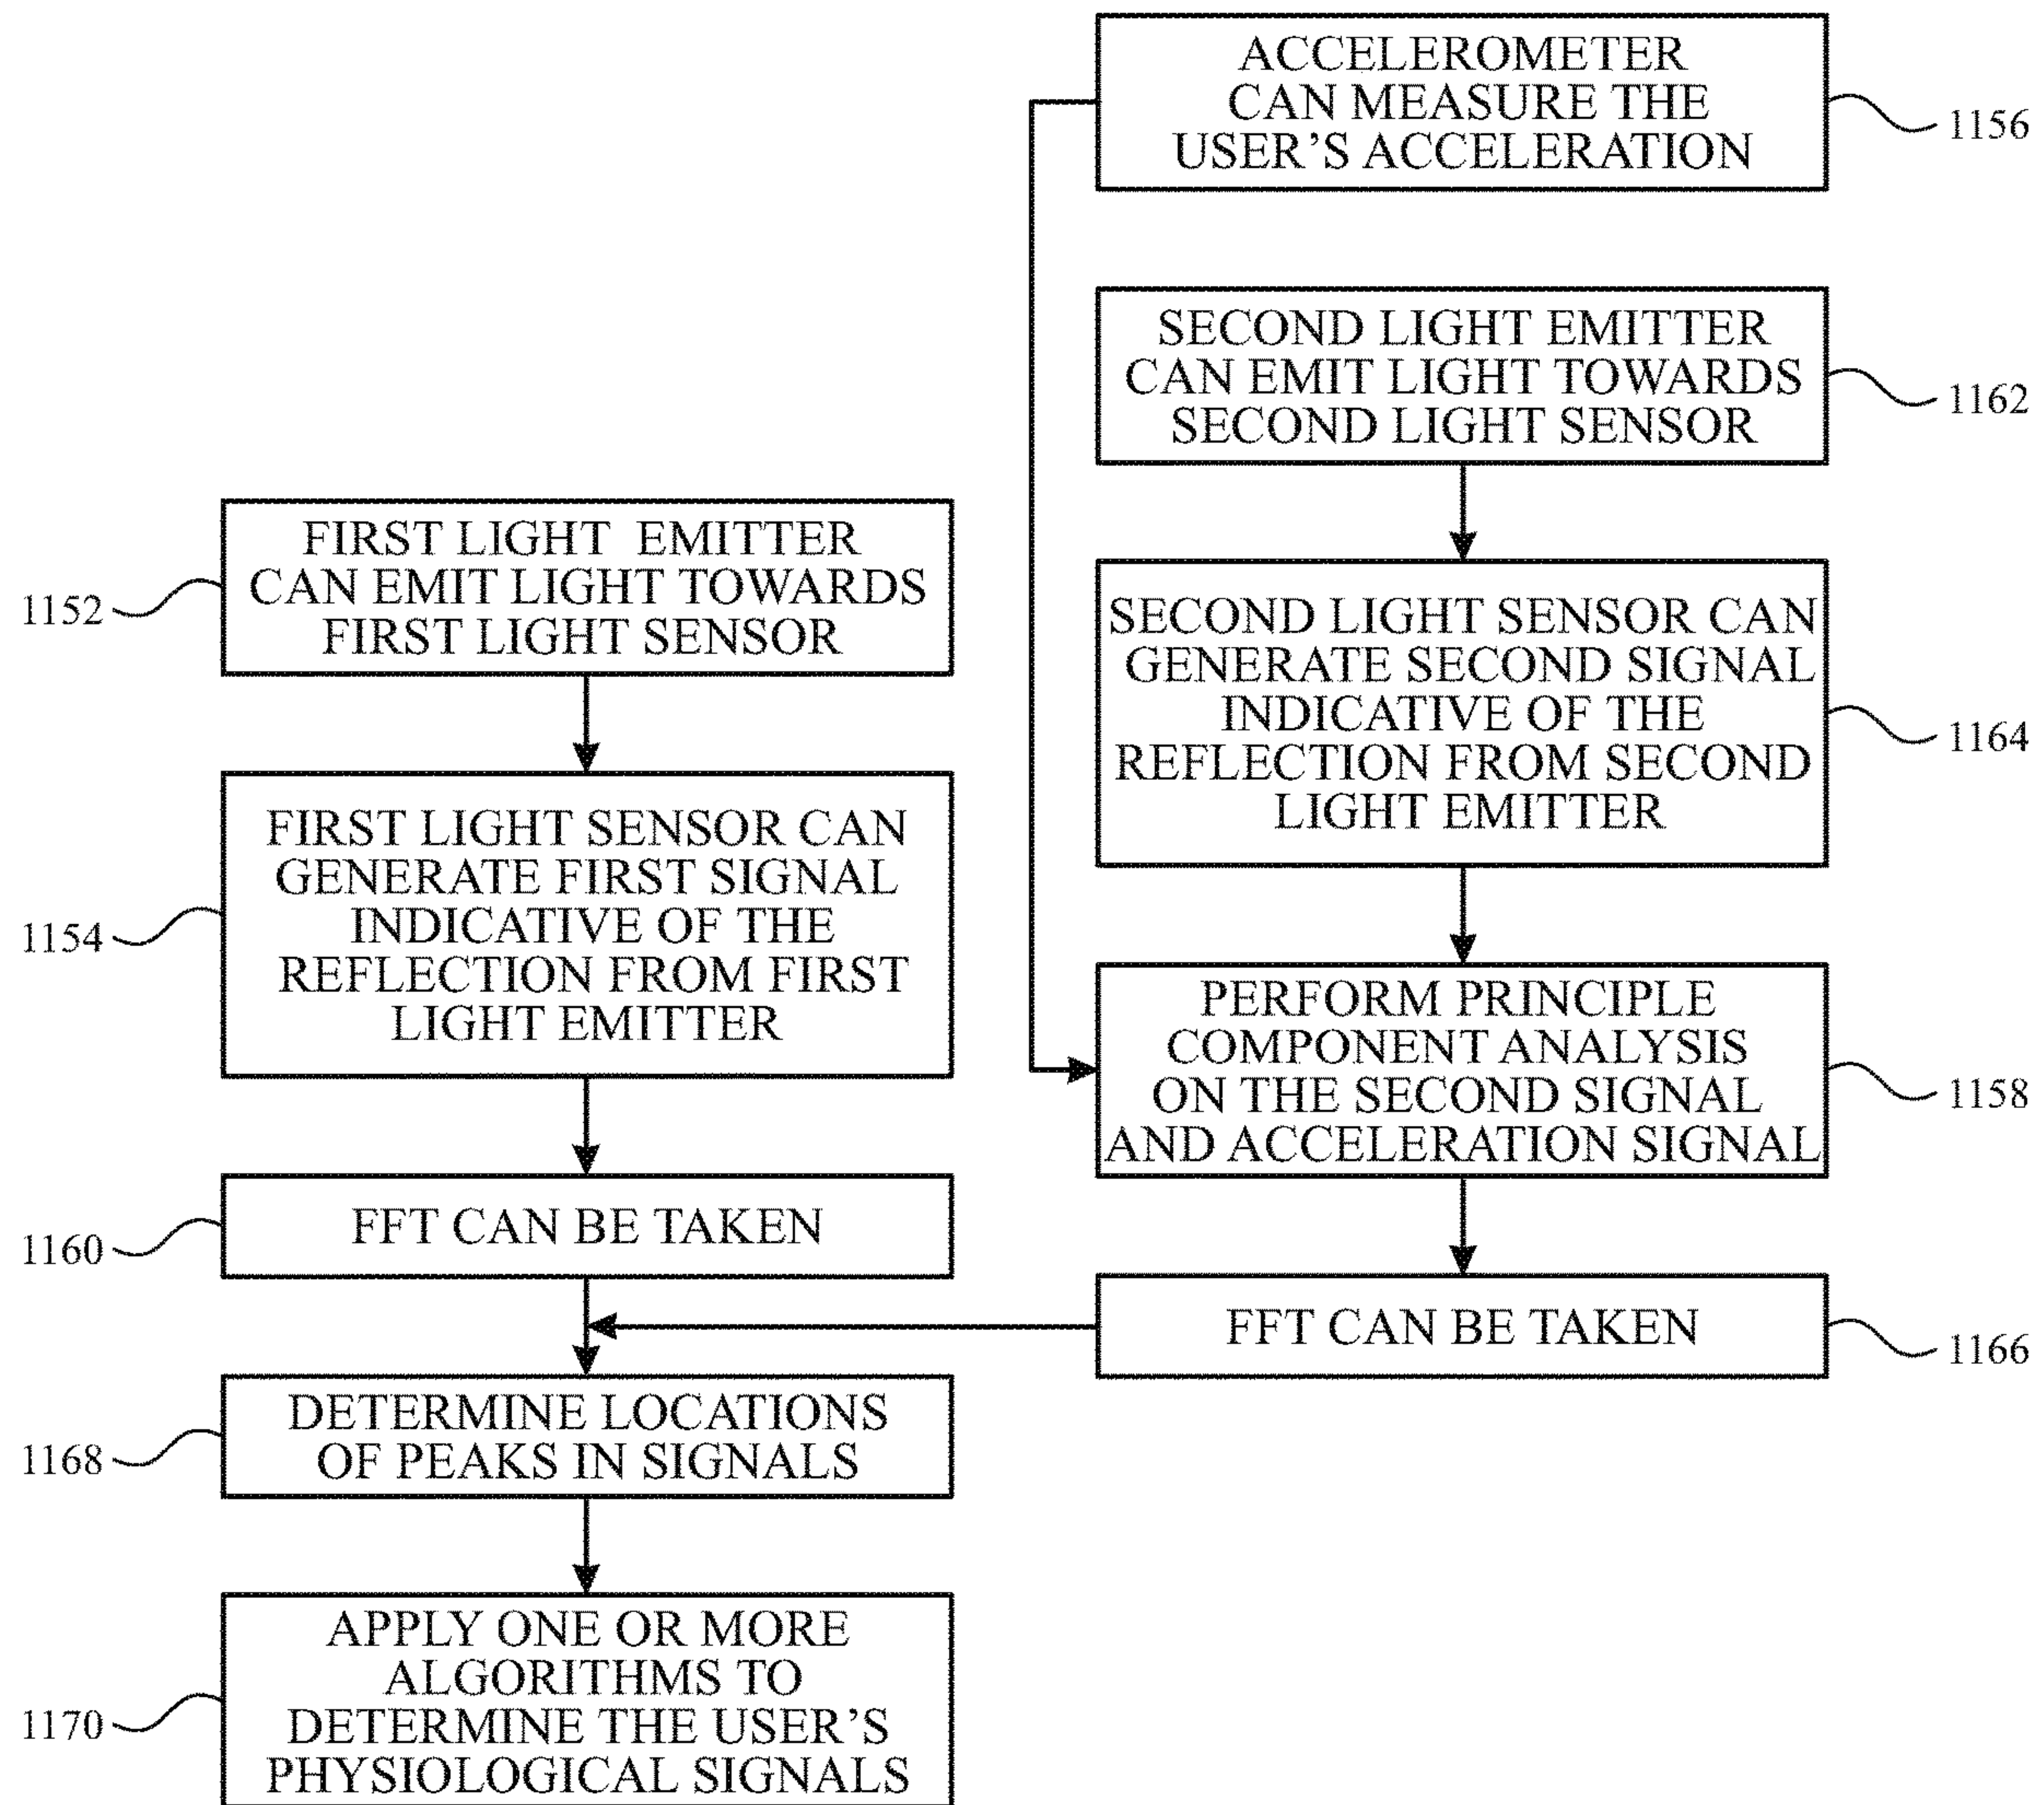 ACCELEROMETER
CAN MEASURE THE
USER'S ACCELERATION
1156
SECOND LIGHT EMITTER
CAN EMIT LIGHT TOWARDS
SECOND LIGHT SENSOR
1162
FIRST LIGHT EMITTER
CAN EMIT LIGHT TOWARDS
FIRST LIGHT SENSOR
1152
SECOND LIGHT SENSOR CAN
GENERATE SECOND SIGNAL
INDICATIVE OF THE
REFLECTION FROM SECOND
LIGHT EMITTER
1164
FIRST LIGHT SENSOR CAN
GENERATE FIRST SIGNAL
INDICATIVE OF THE
REFLECTION FROM FIRST
LIGHT EMITTER
1154
PERFORM PRINCIPLE
COMPONENT ANALYSIS
ON THE SECOND SIGNAL
AND ACCELERATION SIGNAL
1158
FFT CAN BE TAKEN
1160
FFT CAN BE TAKEN
1166
DETERMINE LOCATIONS
OF PEAKS IN SIGNALS
1168
APPLY ONE OR MORE
ALGORITHMS TO
DETERMINE THE USER'S
PHYSIOLOGICAL SIGNALS
1170